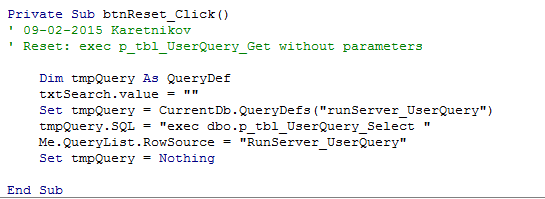 Private Sub btnReset_Click()
' 09-02-2015 Karetnikov
' Reset: exec p_tbl_UserQuery_Get without parameters
Dim tmpQuery As QueryDef
txtSearch.value = ""
Set tmpQuery = CurrentDb.QueryDefs("runServer_UserQuery")
tmpQuery.SQL = "exec dbo.p_tbl_UserQuery_Select "
Me.QueryList.RowSource = "RunServer_UserQuery"
Set tmpQuery = Nothing
End Sub